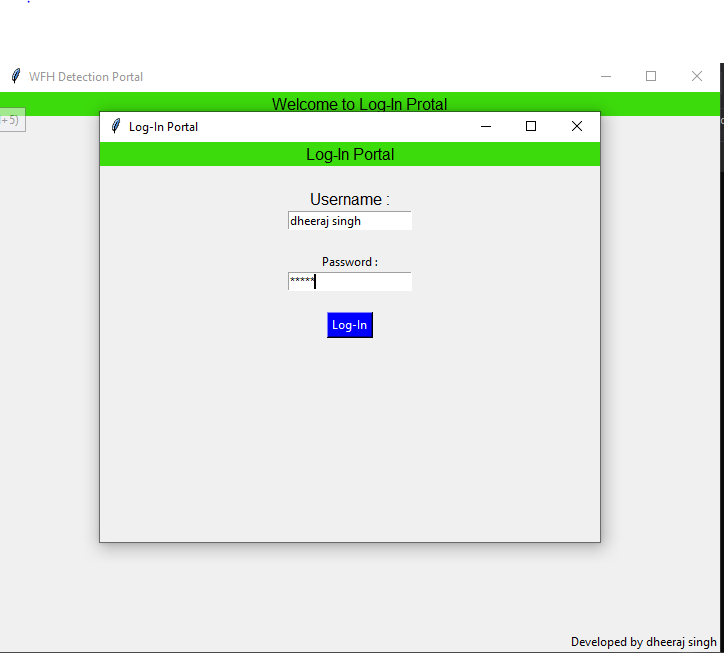 WFH Detection Portal
Welcome to Log-In Protal
+5)
Log-In Portal
Log-In Portal
Username :
dheeraj singh
Password :
*****
Log-In
Developed by dheeraj singh